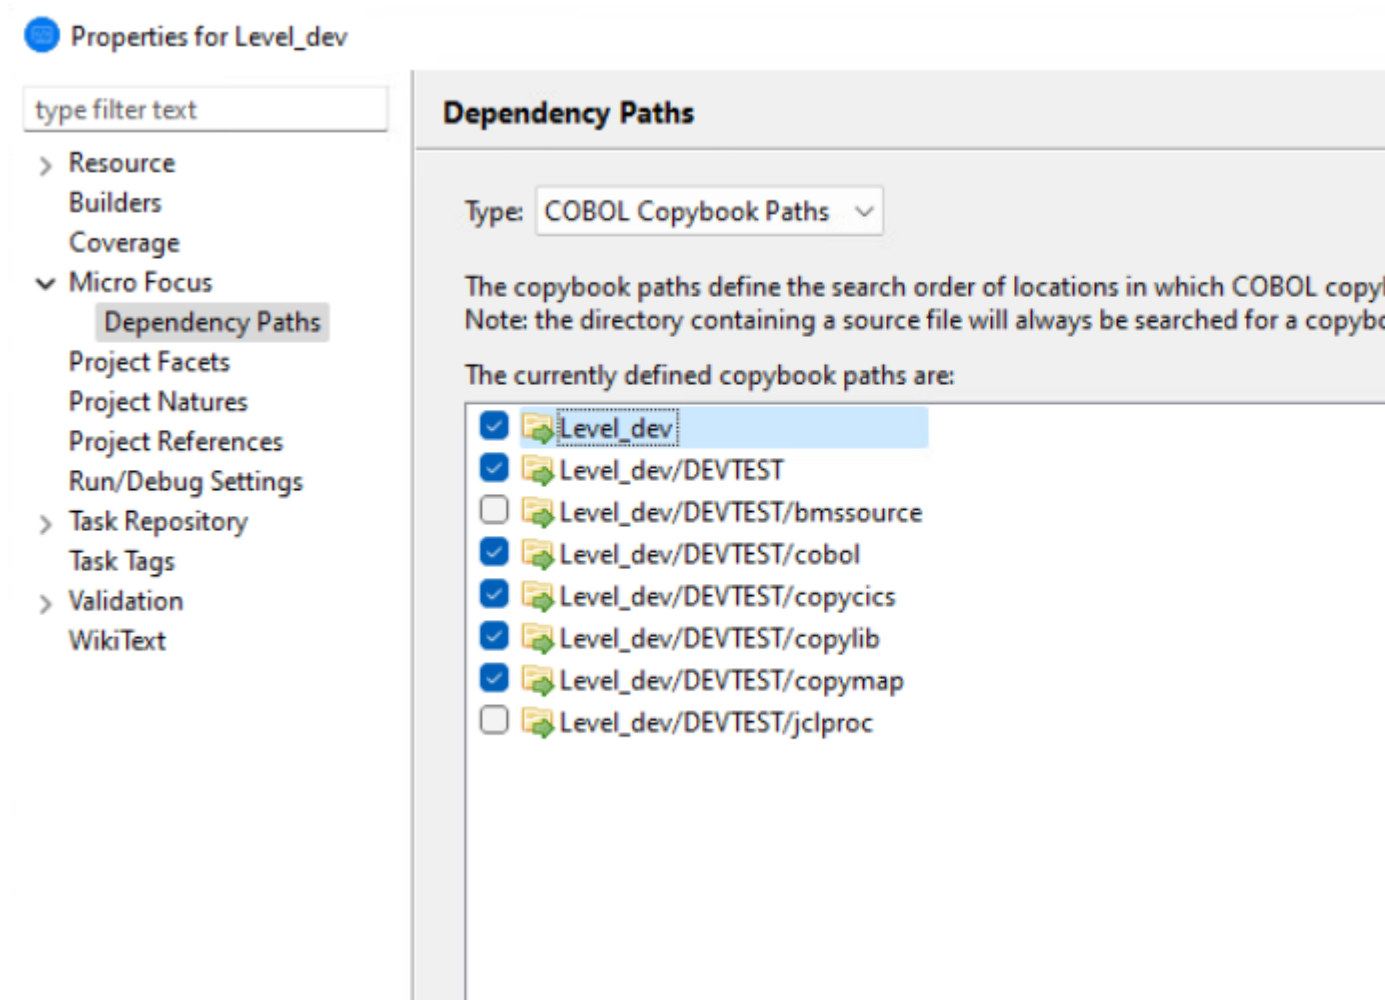 Properties for Level_dev
type filter text
Resource
Builders
Coverage
Micro Focus
Dependency Paths
Project Facets
Project Natures
Project References
Run/Debug Settings
Task Repository
Task Tags
Validation
WikiText
Dependency Paths
Type: COBOL Copybook Paths
The copybook paths define the search order of locations in which COBOL copyl
Note: the directory containing a source file will always be searched for a copybo
The currently defined copybook paths are:
Level_dev
Level_dev/DEVTEST
Level_dev/DEVTEST/bmssource
Level_dev/DEVTEST/cobol
Level_dev/DEVTEST/copycics
Level_dev/DEVTEST/copylib
Level_dev/DEVTEST/copymap
Level_dev/DEVTEST/jclproc